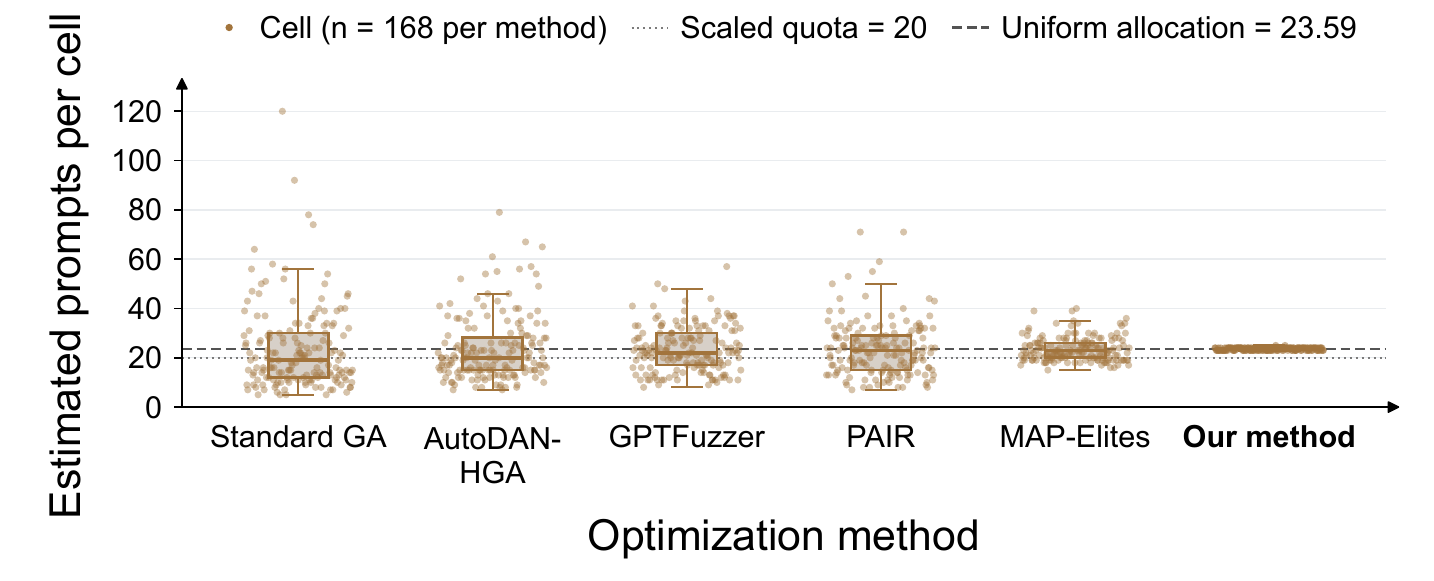 Cell (n = 168 per method)
Scaled quota = 20
Uniform allocation = 23.59
Estimated prompts per cell
120
100
80
60
40
20
0
Standard GA
AutoDAN-
HGA
GPTFuzzer
PAIR
MAP-Elites
Our method
Optimization method